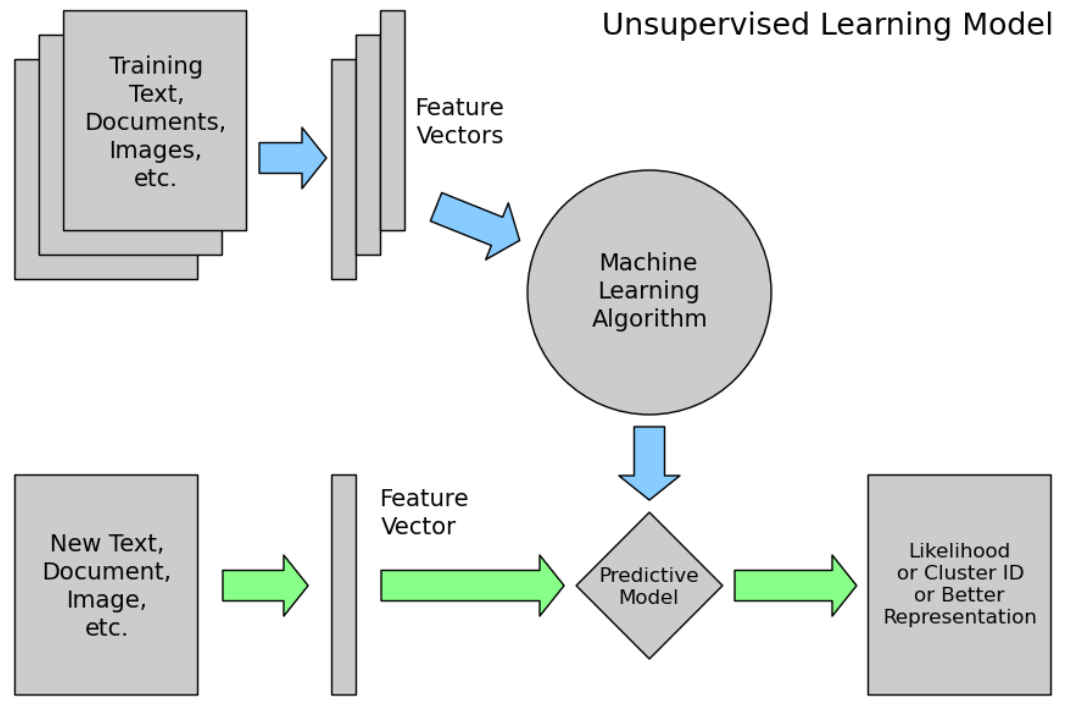 Unsupervised Learning Model
Training
Text,
Documents,
Images,
etc.
Feature
Vectors
Machine
Learning
Algorithm
New Text,
Document,
Image,
etc.
Feature
Vector
Predictive
Model
Likelihood
or Cluster ID
or Better
Representation